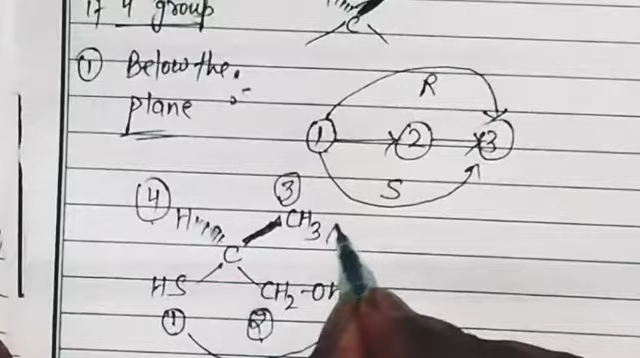 if 4 group
C
① Below the
plane
R
① ② ③
S
④ ③
H CH3
C
HS CH2-OH
① ②